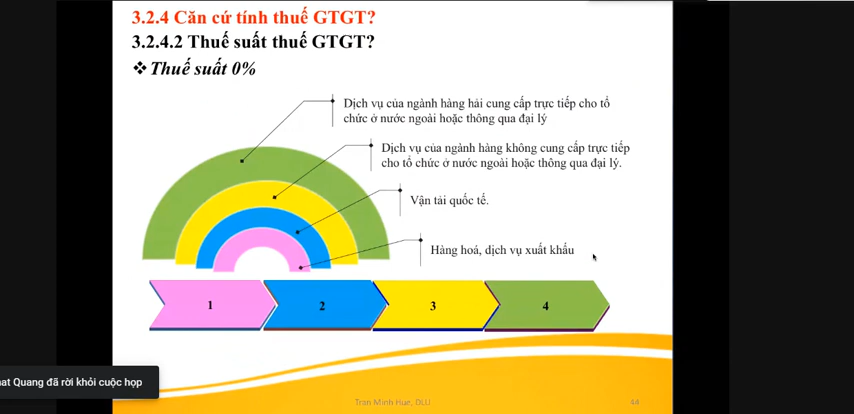 3.2.4 Căn cứ tính thuế GTGT?
3.2.4.2 Thuế suất thuế GTGT?
❖ Thuế suất 0%
Dịch vụ của ngành hàng hải cung cấp trực tiếp cho tổ
chức ở nước ngoài hoặc thông qua đại lý
Dịch vụ của ngành hàng không cung cấp trực tiếp
cho tổ chức ở nước ngoài hoặc thông qua đại lý.
Vận tải quốc tế.
Hàng hoá, dịch vụ xuất khẩu
1
2
3
4
Quang đã rời khỏi cuộc họp
Tran Minh Hue, DLU
44